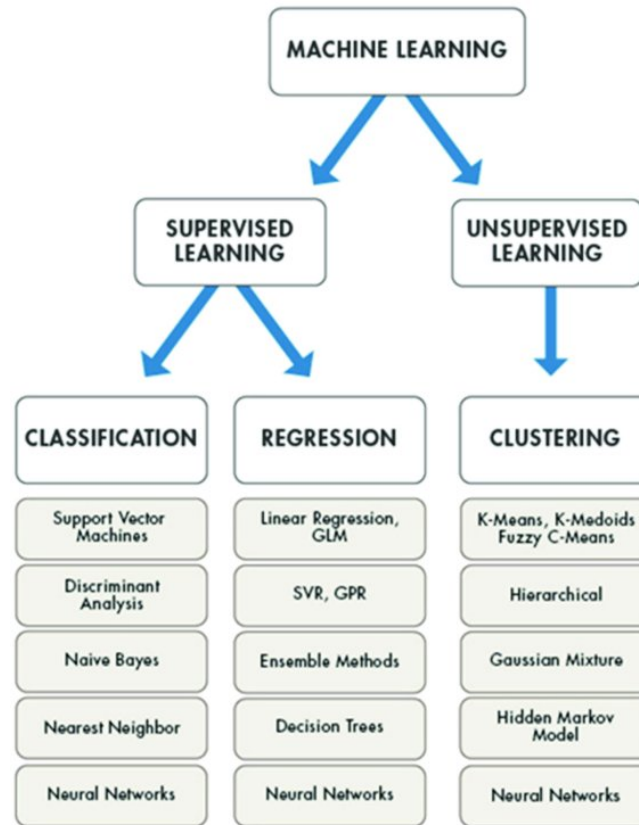 MACHINE LEARNING
SUPERVISED
LEARNING
UNSUPERVISED
LEARNING
CLASSIFICATION
Support Vector
Machines
Discriminant
Analysis
Naive Bayes
Nearest Neighbor
Neural Networks
REGRESSION
Linear Regression,
GLM
SVR, GPR
Ensemble Methods
Decision Trees
Neural Networks
CLUSTERING
K-Means, K-Medoids
Fuzzy C-Means
Hierarchical
Gaussian Mixture
Hidden Markov
Model
Neural Networks